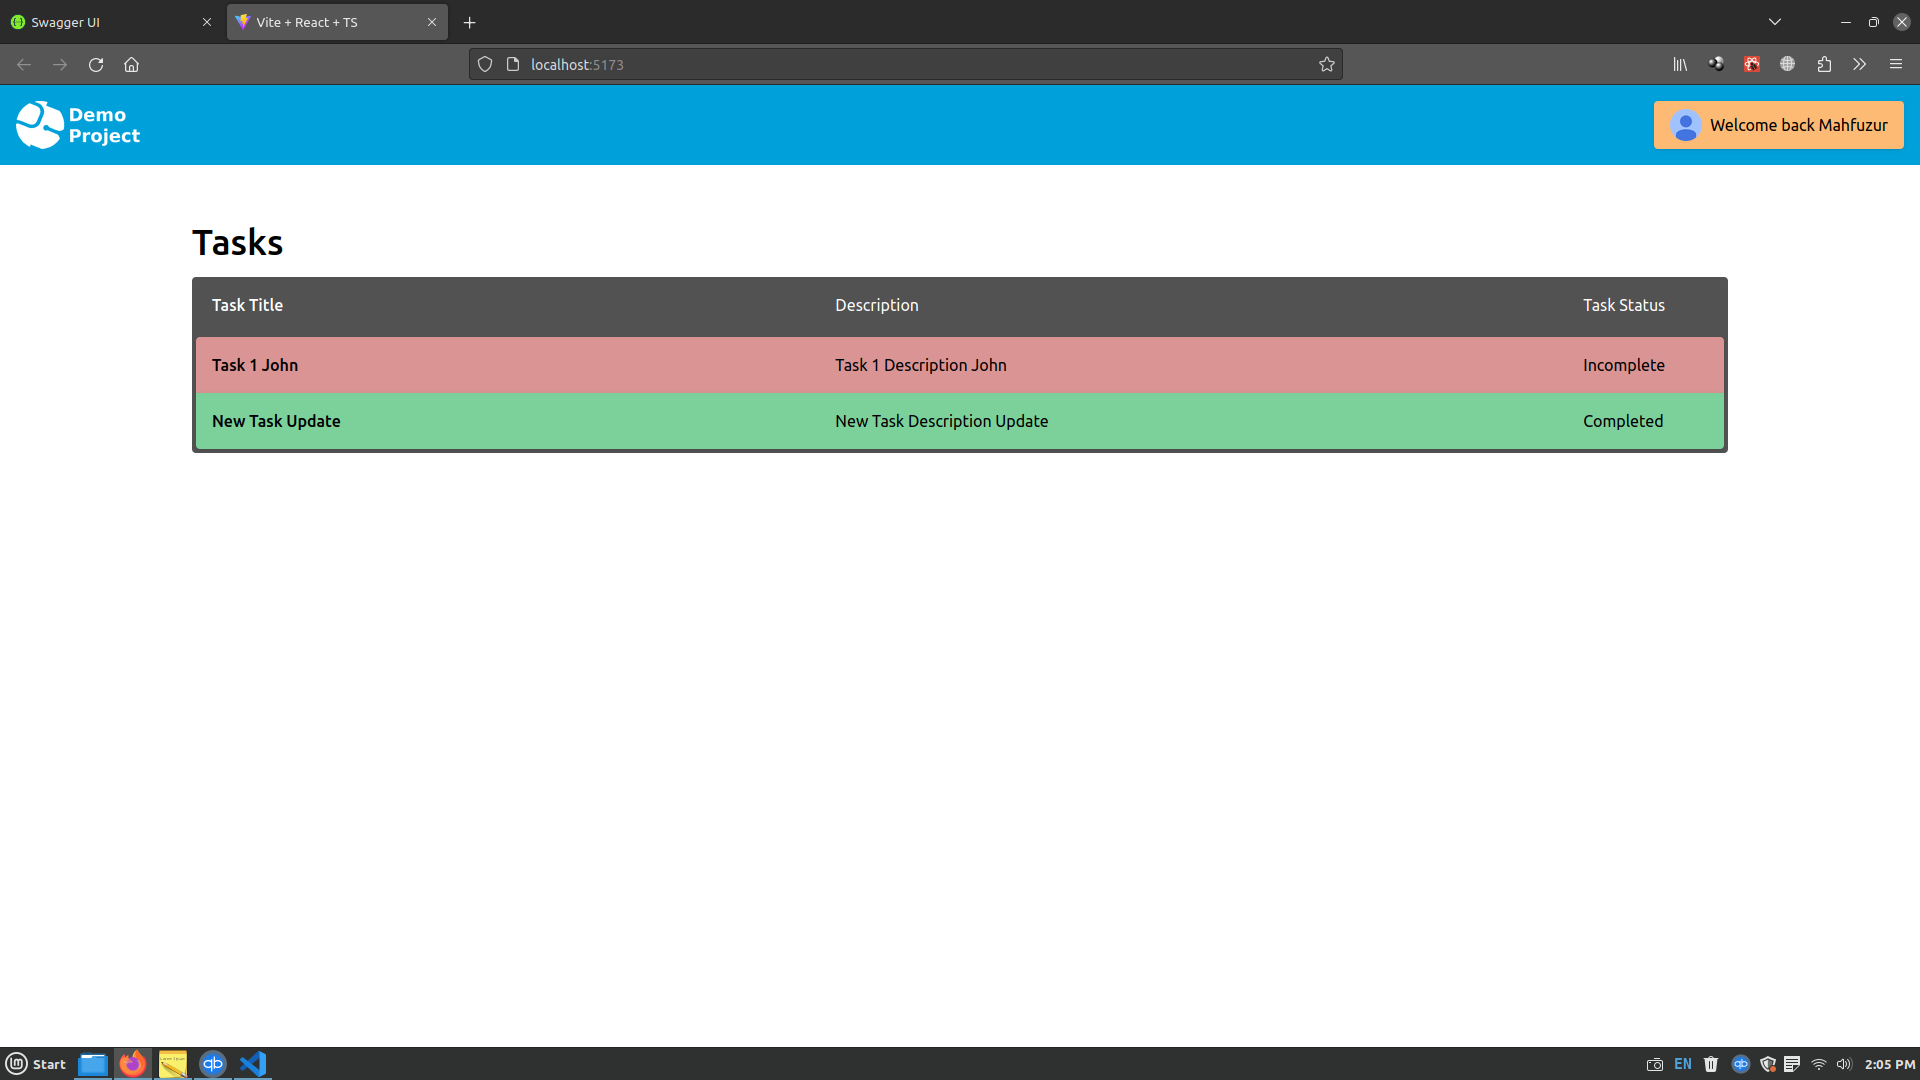 Swagger UI
Vite + React + TS
localhost:5173
Demo
Project
Welcome back Mahfuzur
Tasks
Task Title Description Task Status
Task 1 John Task 1 Description John Incomplete
New Task Update New Task Description Update Completed
Start
EN
2:05 PM